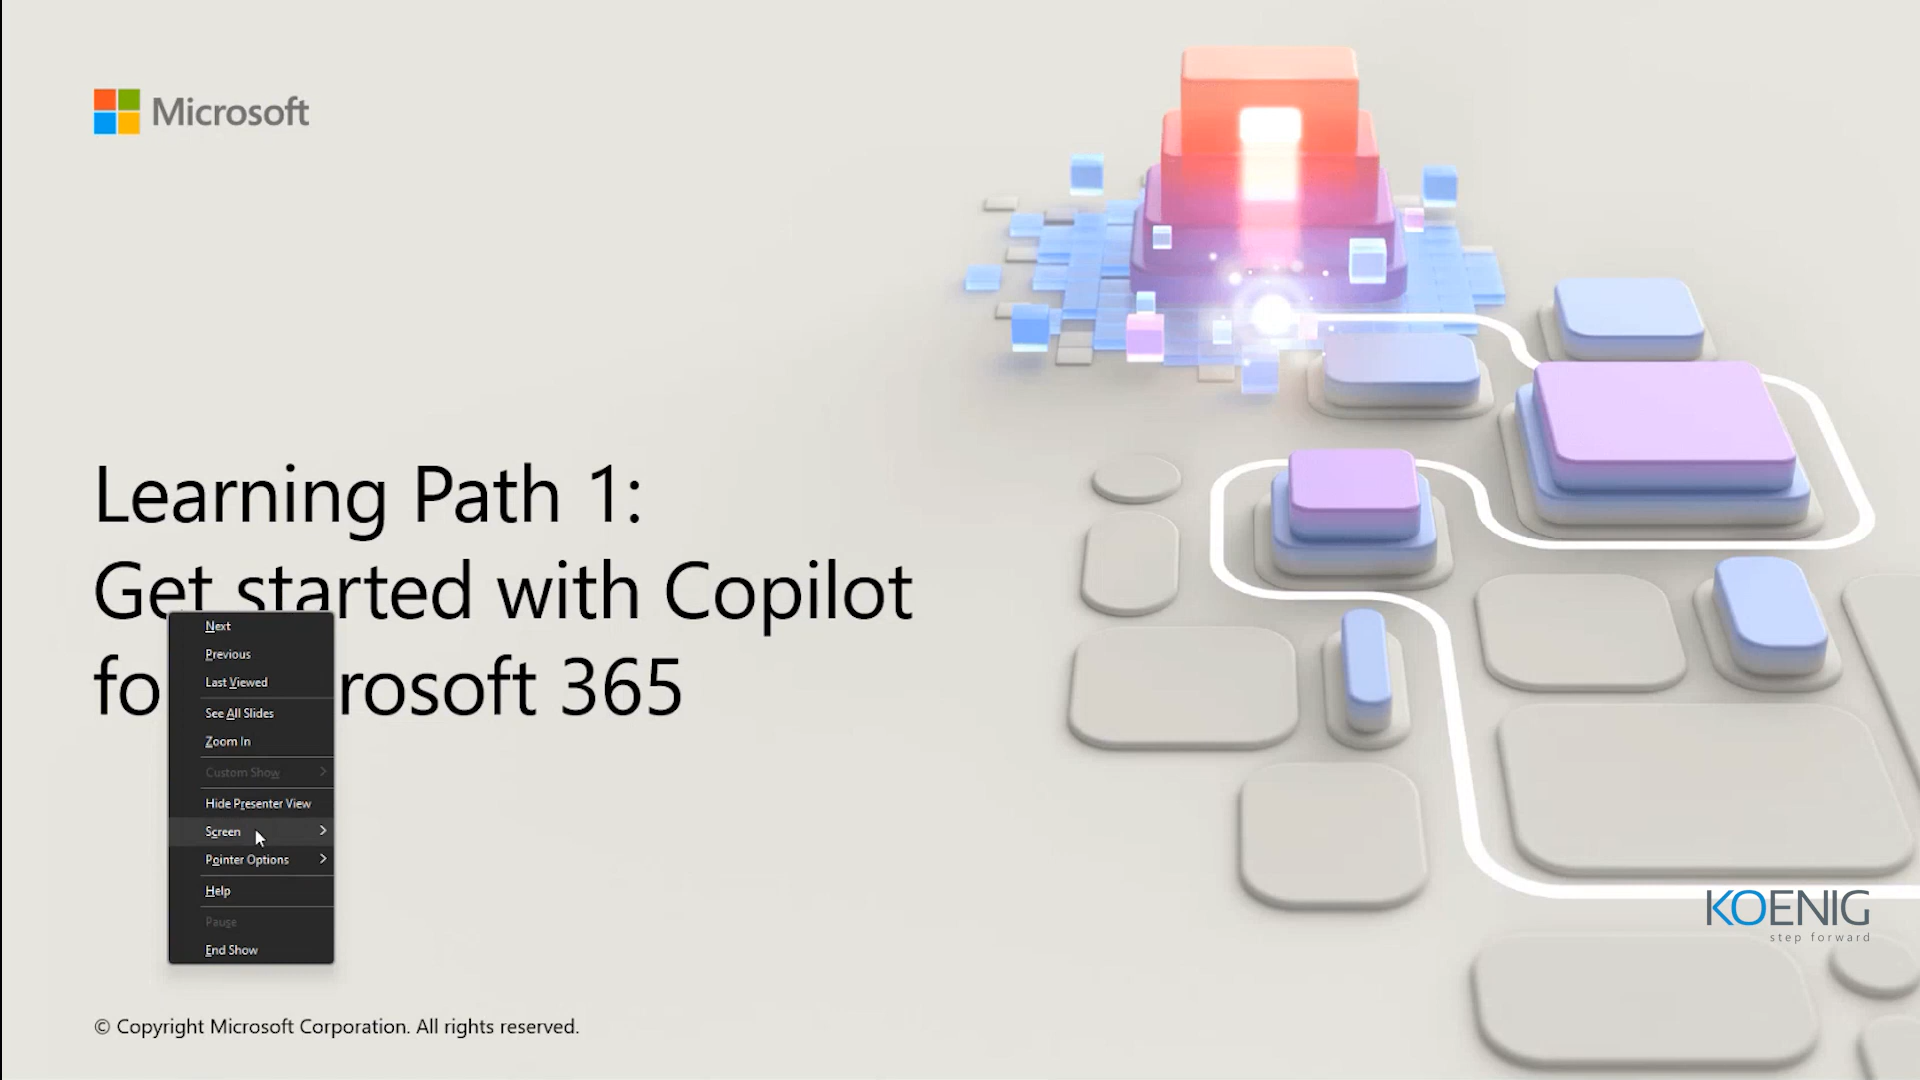 Microsoft
Learning Path 1:
Get started with Copilot
fo rosoft 365
Next
Previous
Last Viewed
See All Slides
Zoom In
Custom Show
Hide Presenter View
Screen
Pointer Options
Help
Pause
End Show
KOENIG
step forward
© Copyright Microsoft Corporation. All rights reserved.